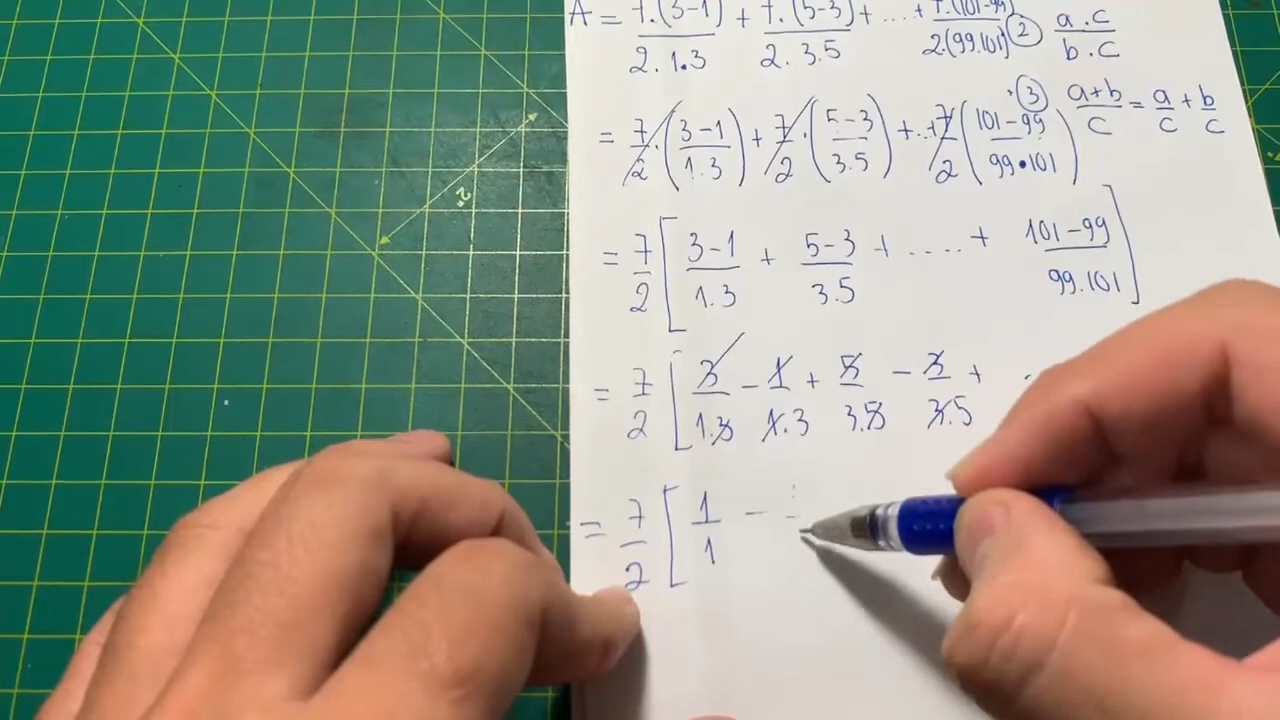 A = 7.(3-1)/2.1.3 + 7.(5-3)/2.3.5 + .... + 7.(101-99)/2(99.101) ② a.c/b.c
= 7/2.(3-1/1.3) + 7/2.(5-3/3.5) + ..+ 7/2(101-99/99•101) ③ a+b/c = a/c + b/c
= 7/2[3-1/1.3 + 5-3/3.5 + ..... + 101-99/99.101]
= 7/2[3/1.3 - 1/1.3 + 5/3.5 - 3/3.5 + .
= 7/2[1/1 -
2"